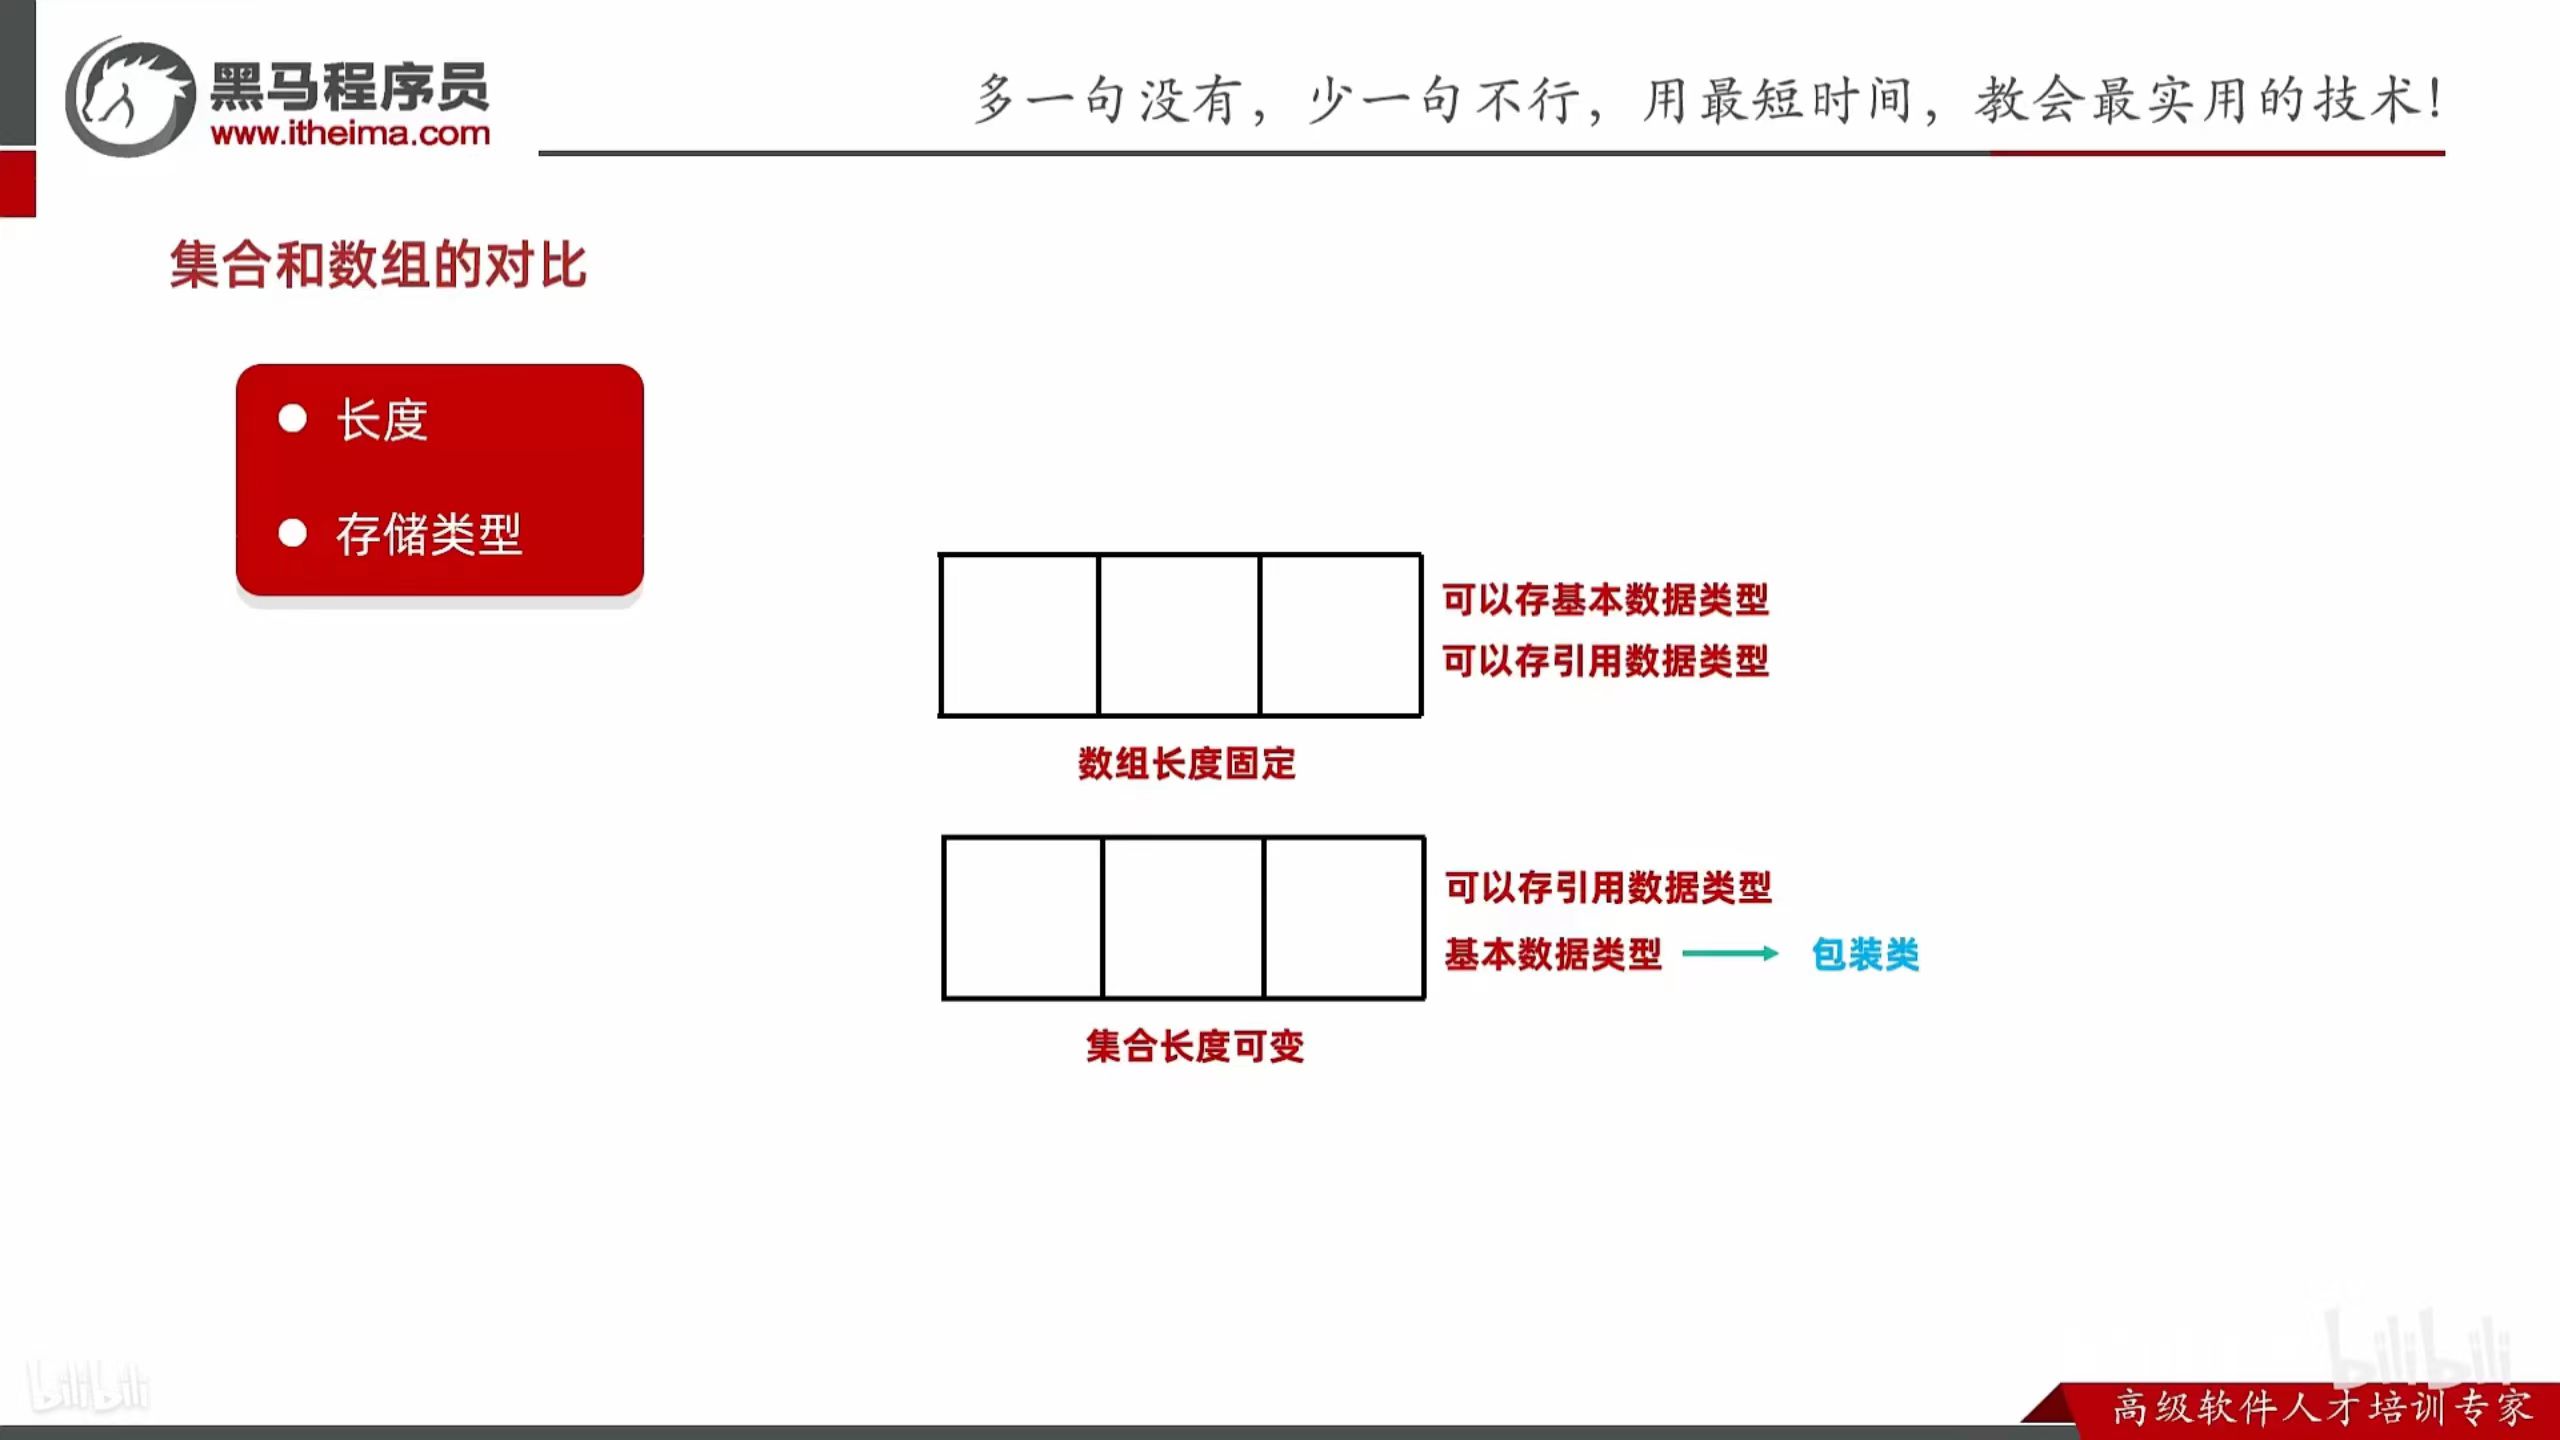 黑马程序员
www.itheima.com
多一句没有，少一句不行，用最短时间，教会最实用的技术！
集合和数组的对比
长度
存储类型
可以存基本数据类型
可以存引用数据类型
数组长度固定
可以存引用数据类型
基本数据类型 → 包装类
集合长度可变
bilibili
bilibili
高级软件人才培训专家